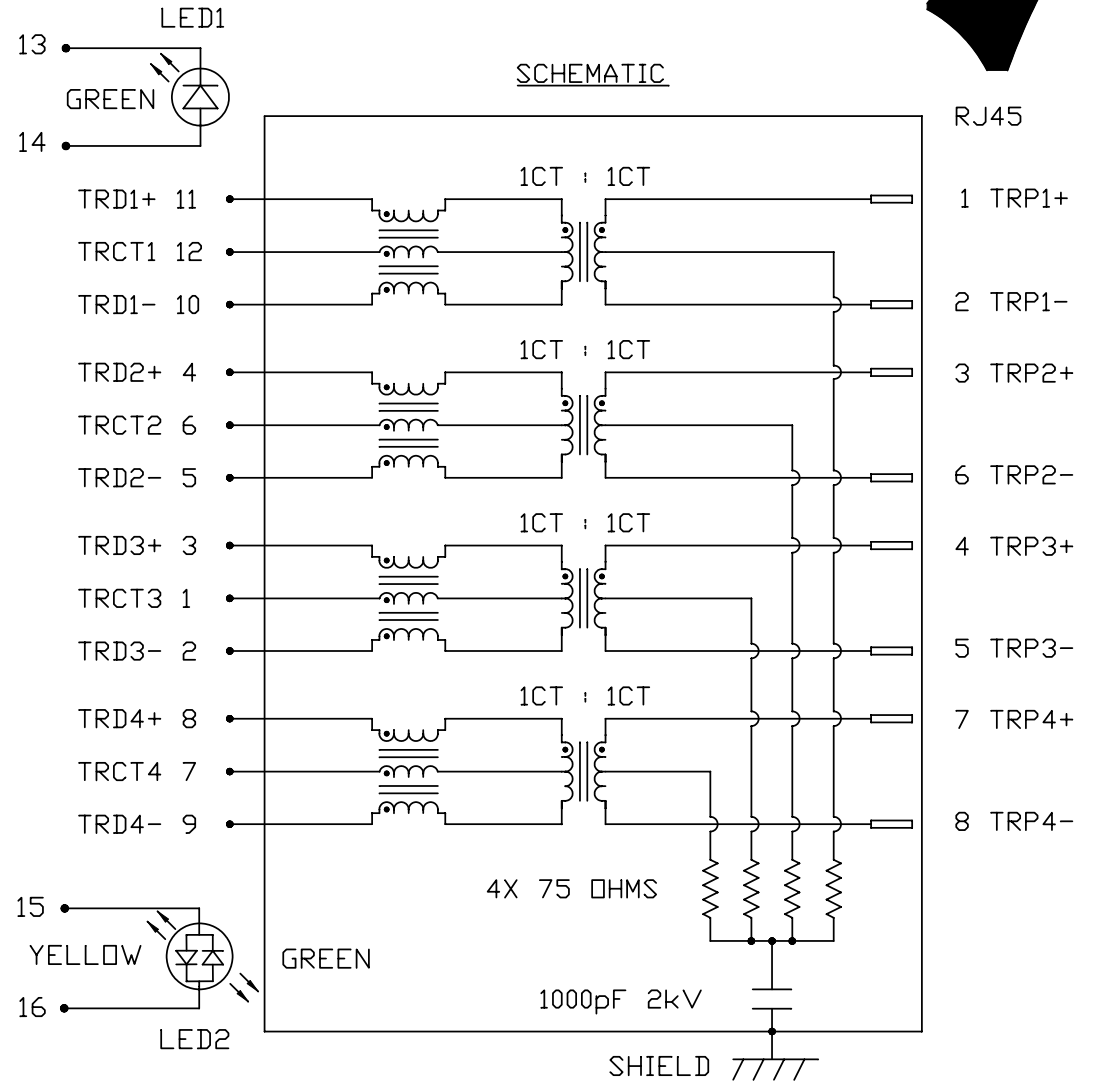 LED1
13
GREEN
14
SCHEMATIC
RJ45
1CT : 1CT
TRD1+ 11
1 TRP1+
TRCT1 12
TRD1- 10
2 TRP1-
1CT : 1CT
TRD2+ 4
3 TRP2+
TRCT2 6
TRD2- 5
6 TRP2-
1CT : 1CT
TRD3+ 3
4 TRP3+
TRCT3 1
TRD3- 2
5 TRP3-
1CT : 1CT
TRD4+ 8
7 TRP4+
TRCT4 7
TRD4- 9
8 TRP4-
4X 75 OHMS
15
YELLOW
GREEN
16
LED2
1000pF 2kV
SHIELD